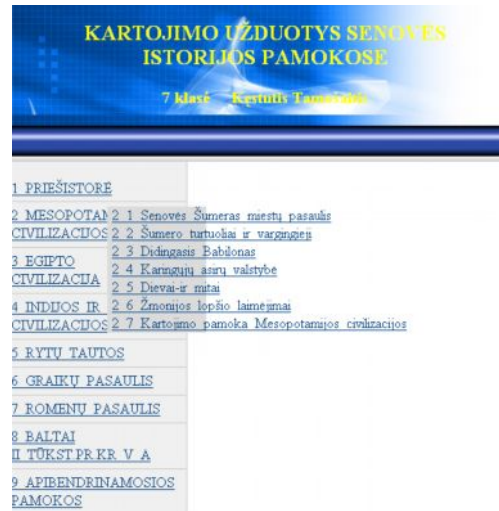 KARTOJIMO UŽDUOTYS SENOVĖS
ISTORIJOS PAMOKOSE
7 klasė Kęstutis
1 PRIEŠISTORĖ
2 MESOPOTAM
CIVILIZACIJOS
2 1 Senovės Šumeras miestų pasaulis
2 2 Šumero turtuoliai ir vargingieji
2 3 Didingasis Babilonas
2 4 Karingųjų asirų valstybė
2 5 Dievai-ir mitai
2 6 Žmonijos lopšio laimėjimai
2 7 Kartojimo pamoka Mesopotamijos civilizacijos
3 EGIPTO
CIVILIZACIJA
4 INDIJOS IR
CIVILIZACIJOS
5 RYTŲ TAUTOS
6 GRAIKŲ PASAULIS
7 ROMĖNŲ PASAULIS
8 BALTAI
II TŪKST PR KR V A
9 APIBENDRINAMOSIOS
PAMOKOS